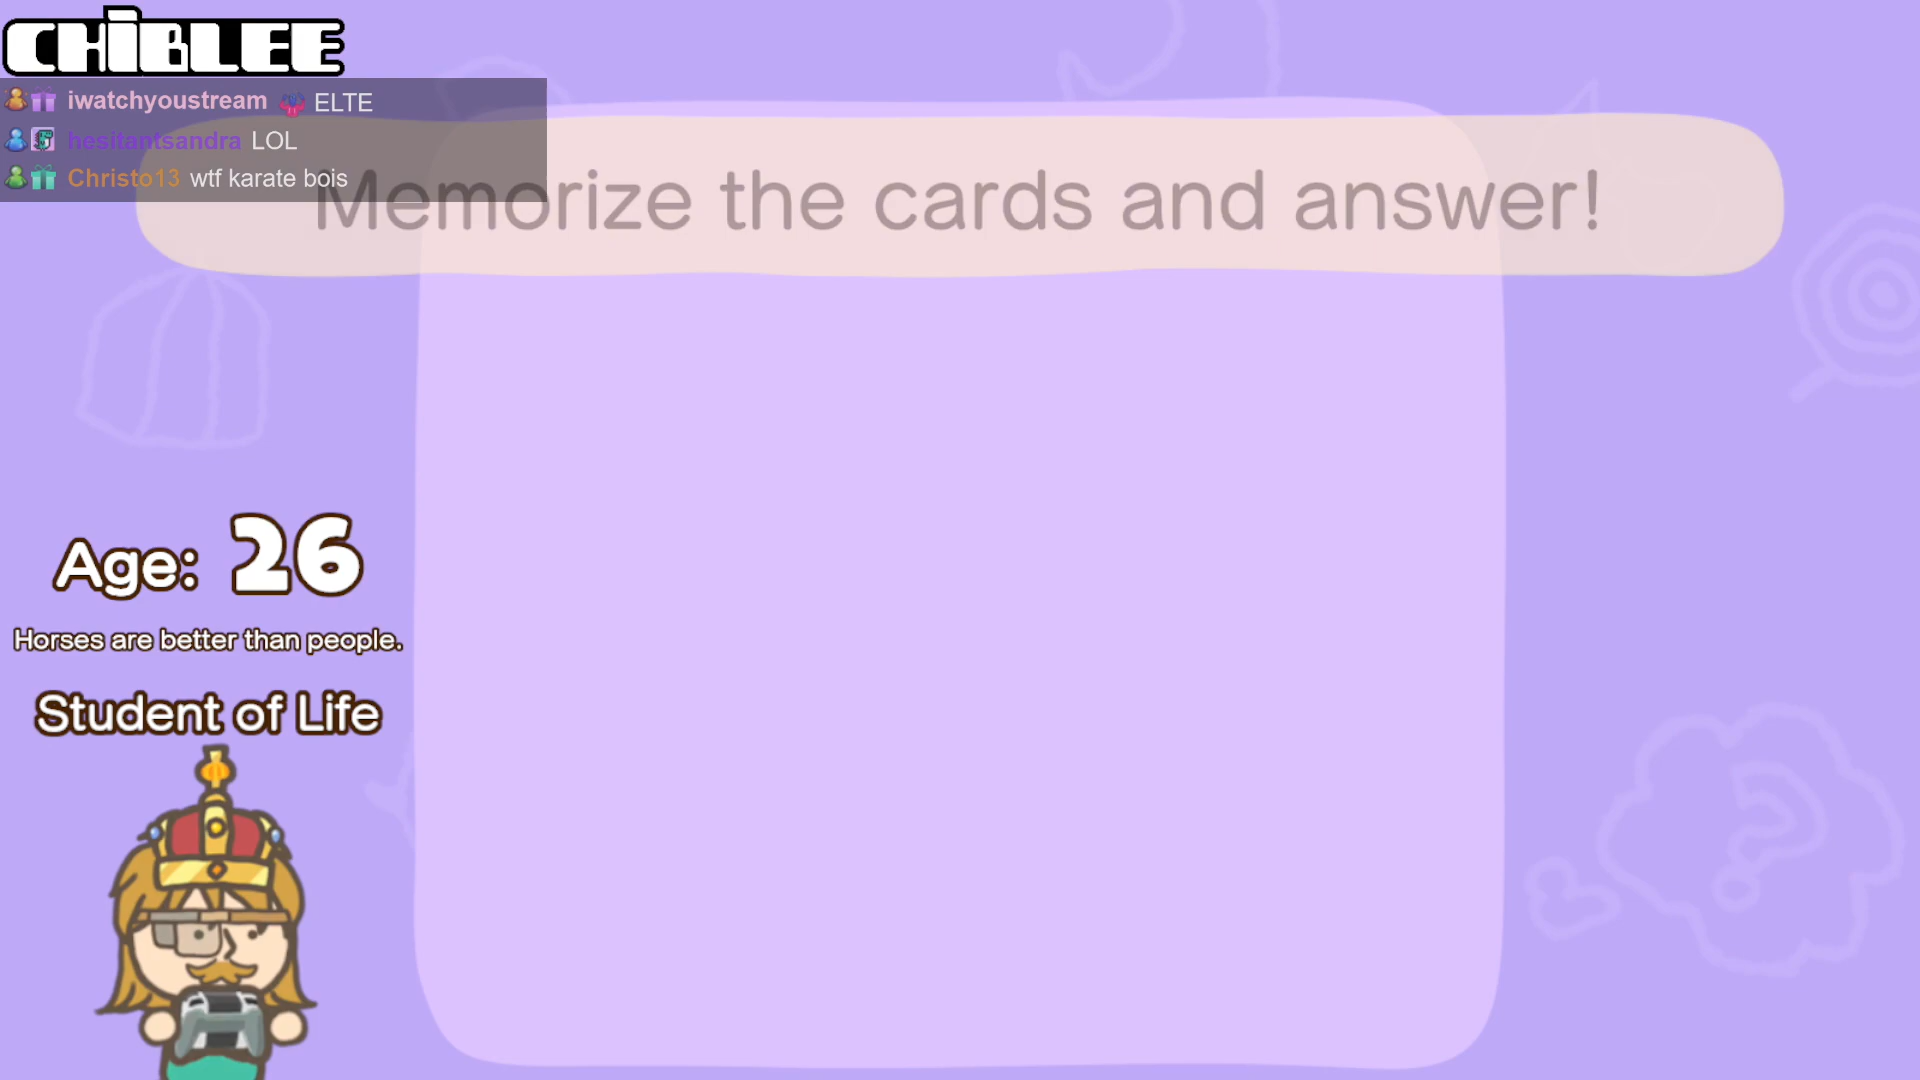 CHiBLEE
iwatchyoustream ELTE
hesitantsandra LOL
Christo13 wtf karate bois
Memorize the cards and answer!
Age: 26
Horses are better than people.
Student of Life